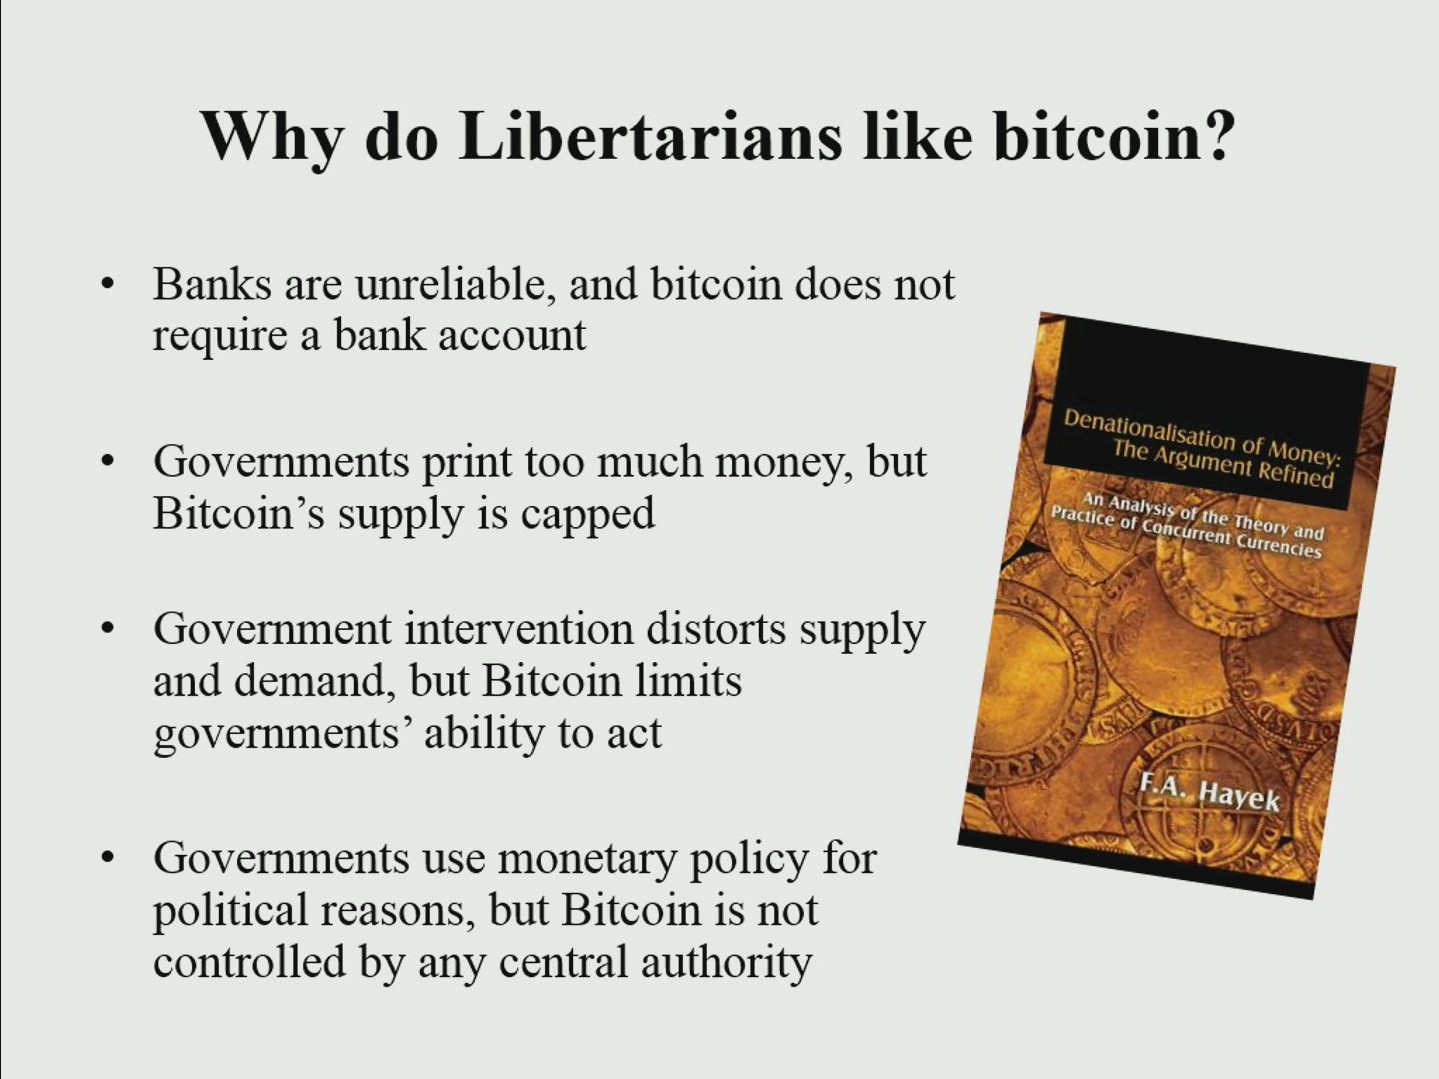 Why do Libertarians like bitcoin?
• Banks are unreliable, and bitcoin does not
require a bank account
• Governments print too much money, but
Bitcoin’s supply is capped
• Government intervention distorts supply
and demand, but Bitcoin limits
governments’ ability to act
• Governments use monetary policy for
political reasons, but Bitcoin is not
controlled by any central authority
Denationalisation of Money:
The Argument Refined
An Analysis of the Theory and
Practice of Concurrent Currencies
F.A. Hayek